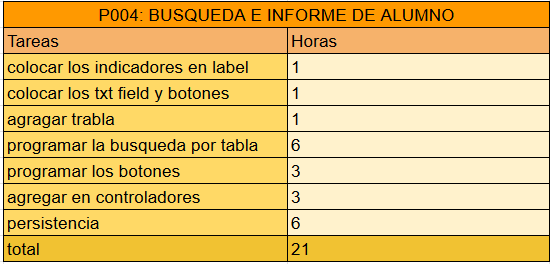 P004: BUSQUEDA E INFORME DE ALUMNO
Tareas Horas
colocar los indicadores en label 1
colocar los txt field y botones 1
agragar trabla 1
programar la busqueda por tabla 6
programar los botones 3
agregar en controladores 3
persistencia 6
total 21